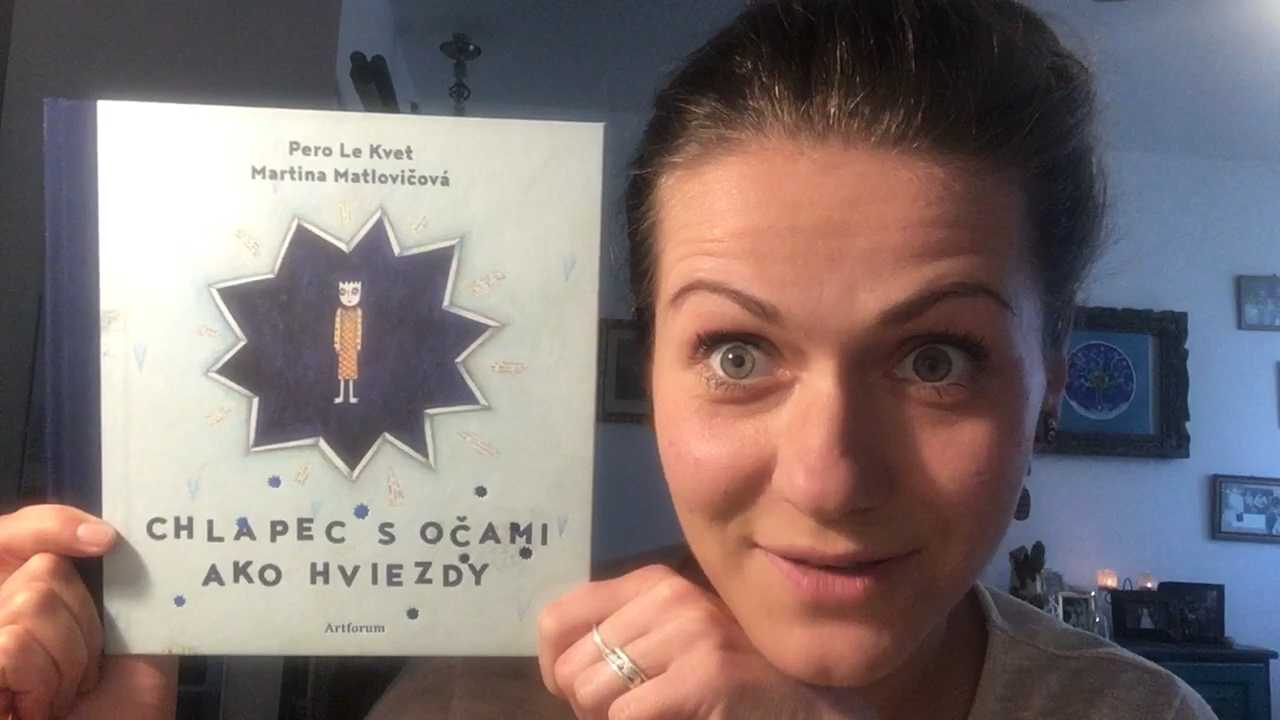 Pero Le Kvet
Martina Matlovičová
CHLAPEC S OČAMI
AKO HVIEZDY
Artforum